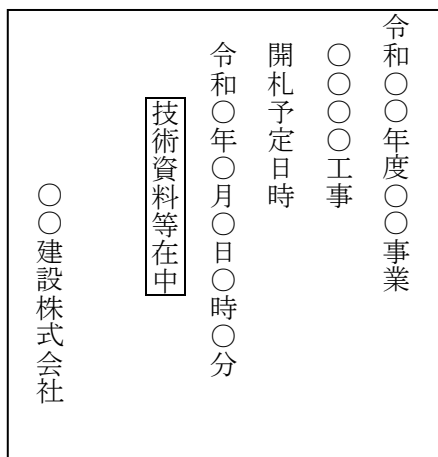 令和〇〇年度〇〇事業
〇〇〇〇工事
開札予定日時
令和〇年〇月〇日〇時〇分
技術資料等在中
〇〇建設株式会社